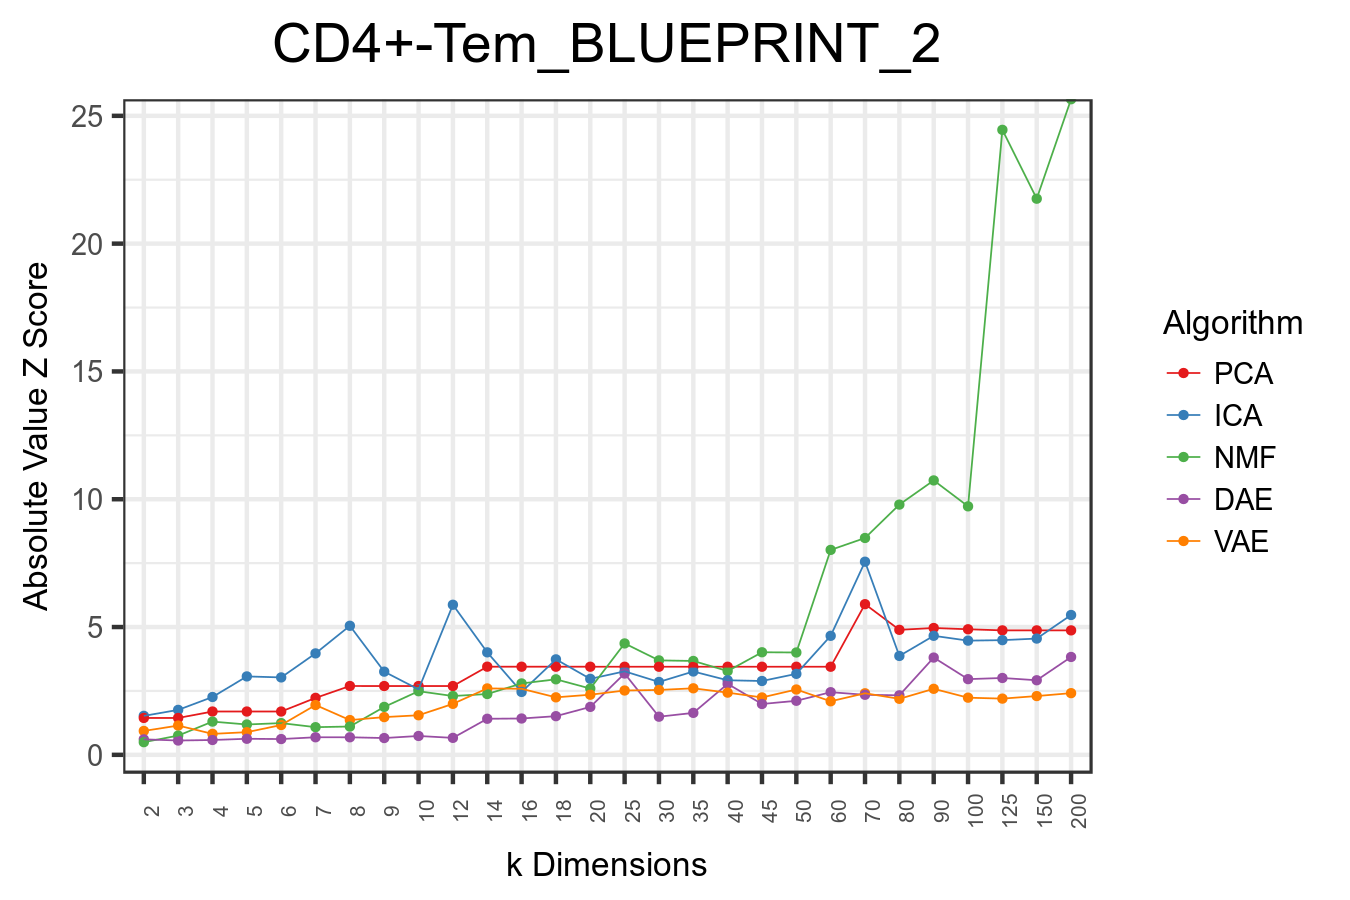 CD4+-Tem_BLUEPRINT_2
Absolute Value Z Score
25
20
15
10
5
0
2 3 4 5 6 7 8 9 10 12 14 16 18 20 25 30 35 40 45 50 60 70 80 90 100 125 150 200
k Dimensions
Algorithm
PCA
ICA
NMF
DAE
VAE